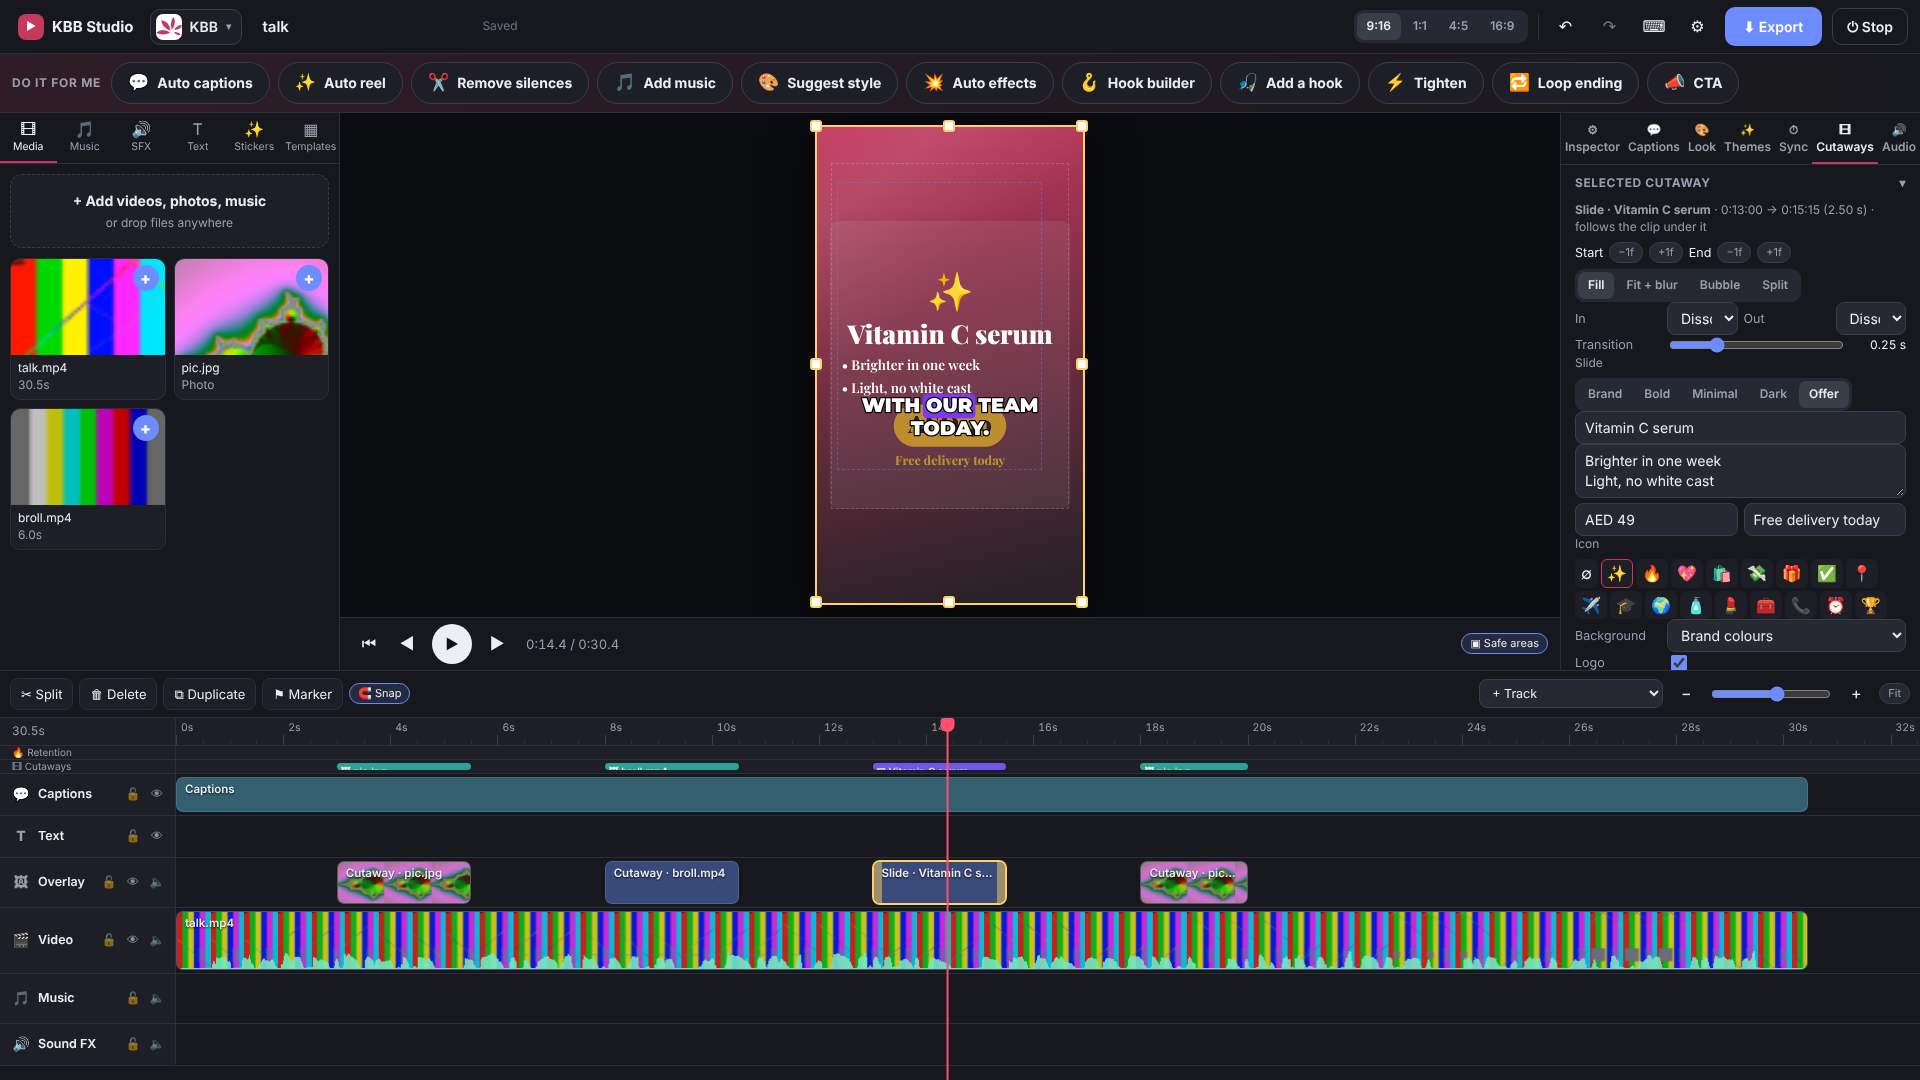 KBB Studio KBB talk Saved 9:16 1:1 4:5 16:9 Export Stop
DO IT FOR ME Auto captions Auto reel Remove silences Add music Suggest style Auto effects Hook builder Add a hook Tighten Loop ending CTA
Media Music SFX Text Stickers Templates
+ Add videos, photos, music
or drop files anywhere
talk.mp4
30.5s
pic.jpg
Photo
broll.mp4
6.0s
Vitamin C serum
• Brighter in one week
• Light, no white cast
WITH OUR TEAM
TODAY.
Free delivery today
0:14.4 / 0:30.4
Safe areas
Inspector Captions Look Themes Sync Cutaways Audio
SELECTED CUTAWAY
Slide · Vitamin C serum · 0:13:00 → 0:15:15 (2.50 s) ·
follows the clip under it
Start −1f +1f End −1f +1f
Fill Fit + blur Bubble Split
In Out
Transition 0.25 s
Slide
Brand Bold Minimal Dark Offer
Vitamin C serum
Brighter in one week
Light, no white cast
AED 49 Free delivery today
Icon
Background Brand colours
Logo
Split Delete Duplicate Marker Snap + Track − + Fit
30.5s 0s 2s 4s 6s 8s 10s 12s 16s 18s 20s 22s 24s 26s 28s 30s 32s
Retention
Cutaways
Captions Captions
T Text
Overlay Cutaway · pic.jpg Cutaway · broll.mp4 Slide · Vitamin C s... Cutaway · pic...
Video talk.mp4
Music
Sound FX